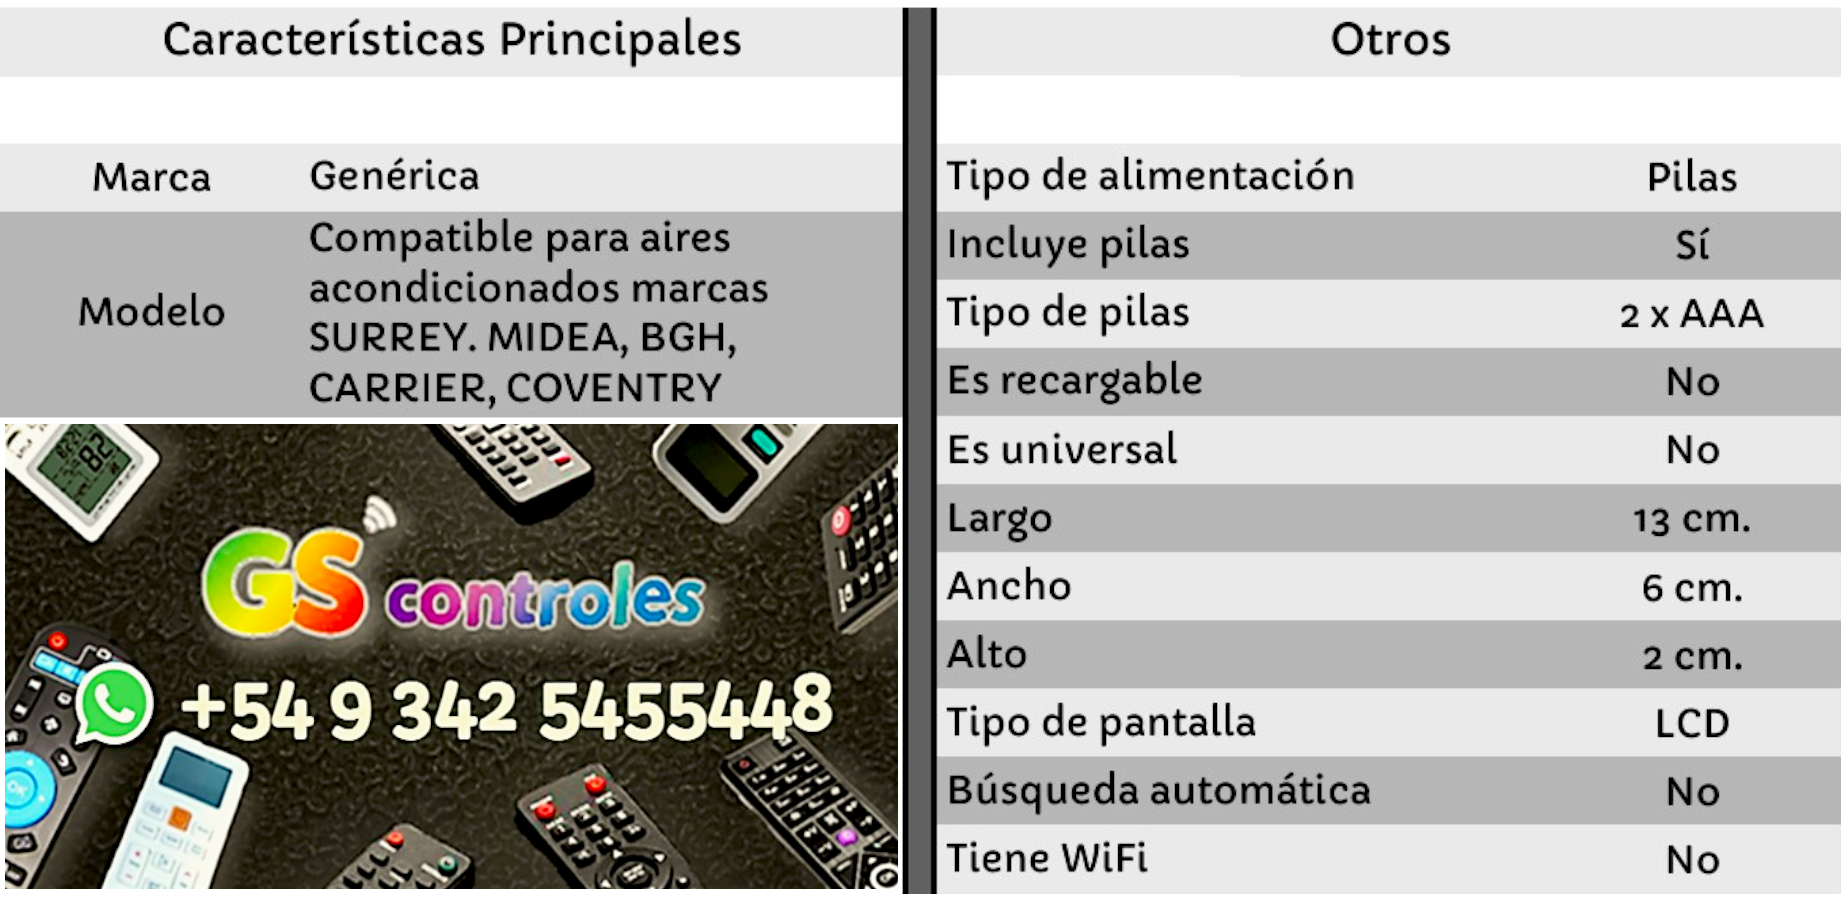 Características Principales
Marca Genérica
Modelo
Compatible para aires
acondicionados marcas
SURREY. MIDEA, BGH,
CARRIER, COVENTRY
GS controles
+54 9 342 5455448
Otros
Tipo de alimentación Pilas
Incluye pilas Sí
Tipo de pilas 2 x AAA
Es recargable No
Es universal No
Largo 13 cm.
Ancho 6 cm.
Alto 2 cm.
Tipo de pantalla LCD
Búsqueda automática No
Tiene WiFi No